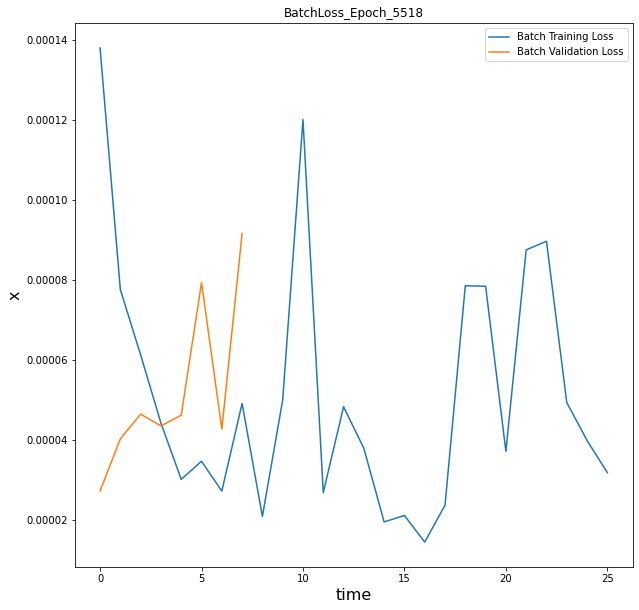 BatchLoss_Epoch_5518
Batch Training Loss
Batch Validation Loss
0.00014
0.00012
0.00010
0.00008
0.00006
0.00004
0.00002
x
0 5 10 15 20 25
time